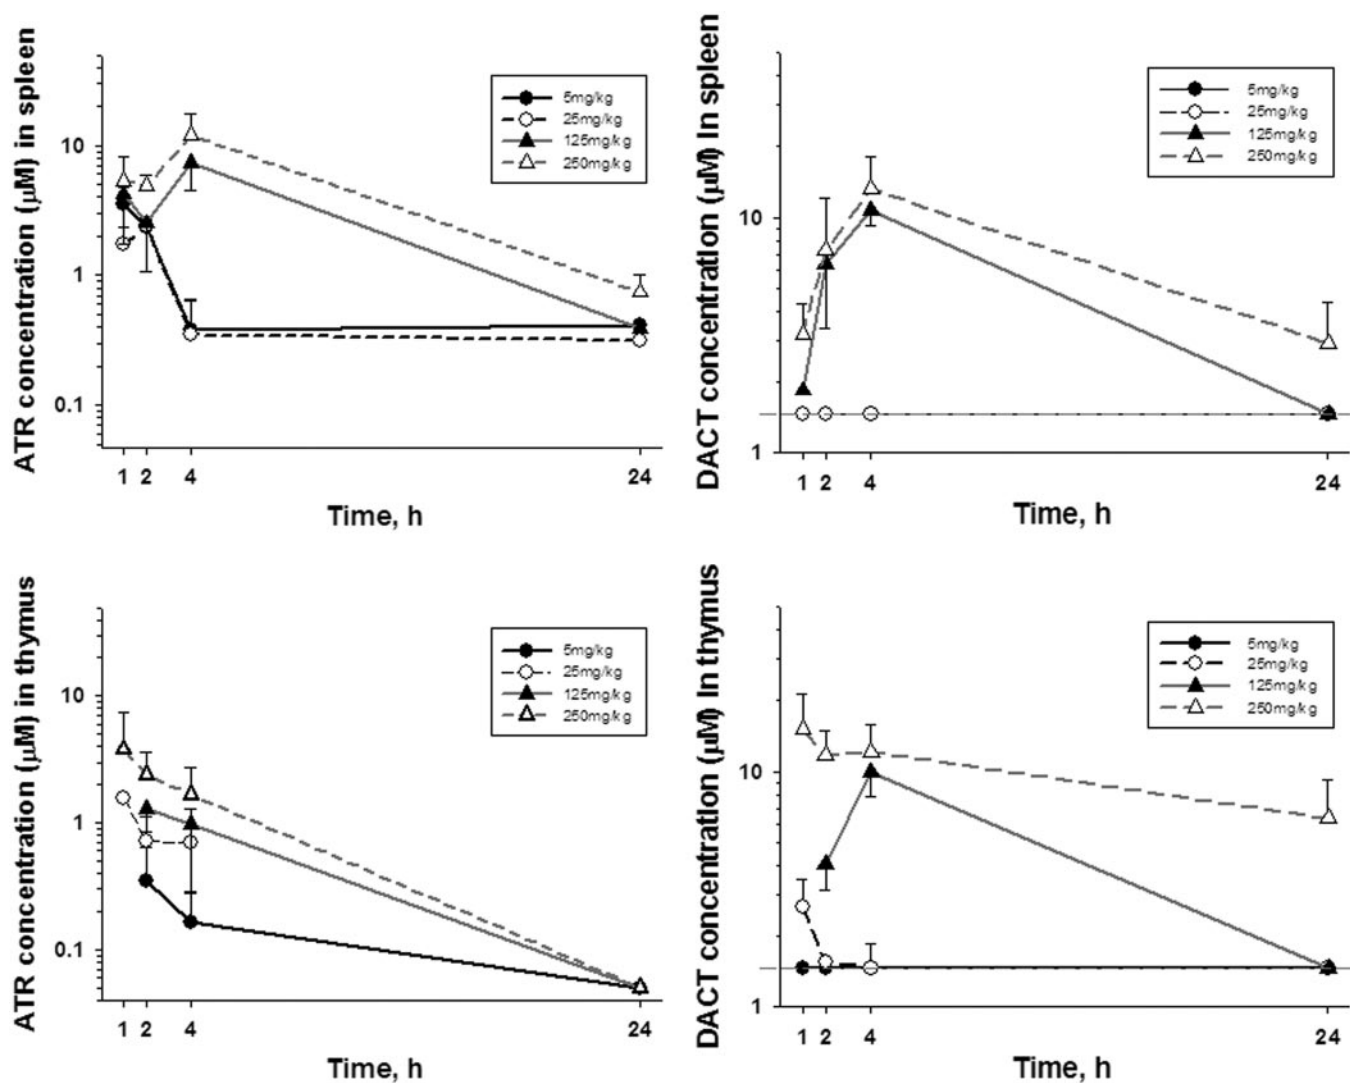 ATR concentration (μM) in spleen
10
1
0.1
5mg/kg
25mg/kg
125mg/kg
250mg/kg
1 2 4 24
Time, h
DACT concentration (μM) In spleen
10
1
5mg/kg
25mg/kg
125mg/kg
250mg/kg
1 2 4 24
Time, h
ATR concentration (μM) in thymus
10
1
0.1
5mg/kg
25mg/kg
125mg/kg
250mg/kg
1 2 4 24
Time, h
DACT concentration (μM) In thymus
10
1
5mg/kg
25mg/kg
125mg/kg
250mg/kg
1 2 4 24
Time, h